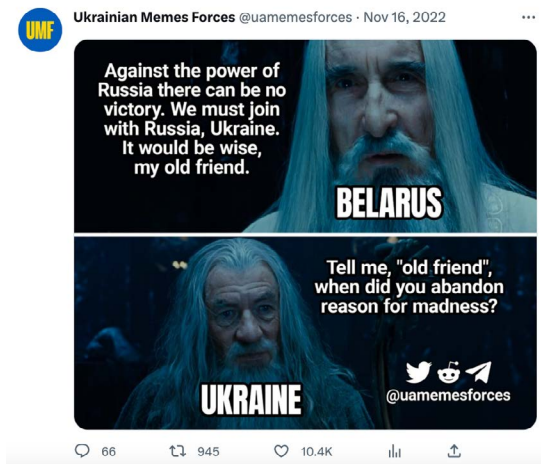 UMF
Ukrainian Memes Forces @uamemesforces · Nov 16, 2022
Against the power of
Russia there can be no
victory. We must join
with Russia, Ukraine.
It would be wise,
my old friend.
BELARUS
Tell me, "old friend",
when did you abandon
reason for madness?
@uamemesforces
UKRAINE
66
945
10.4K